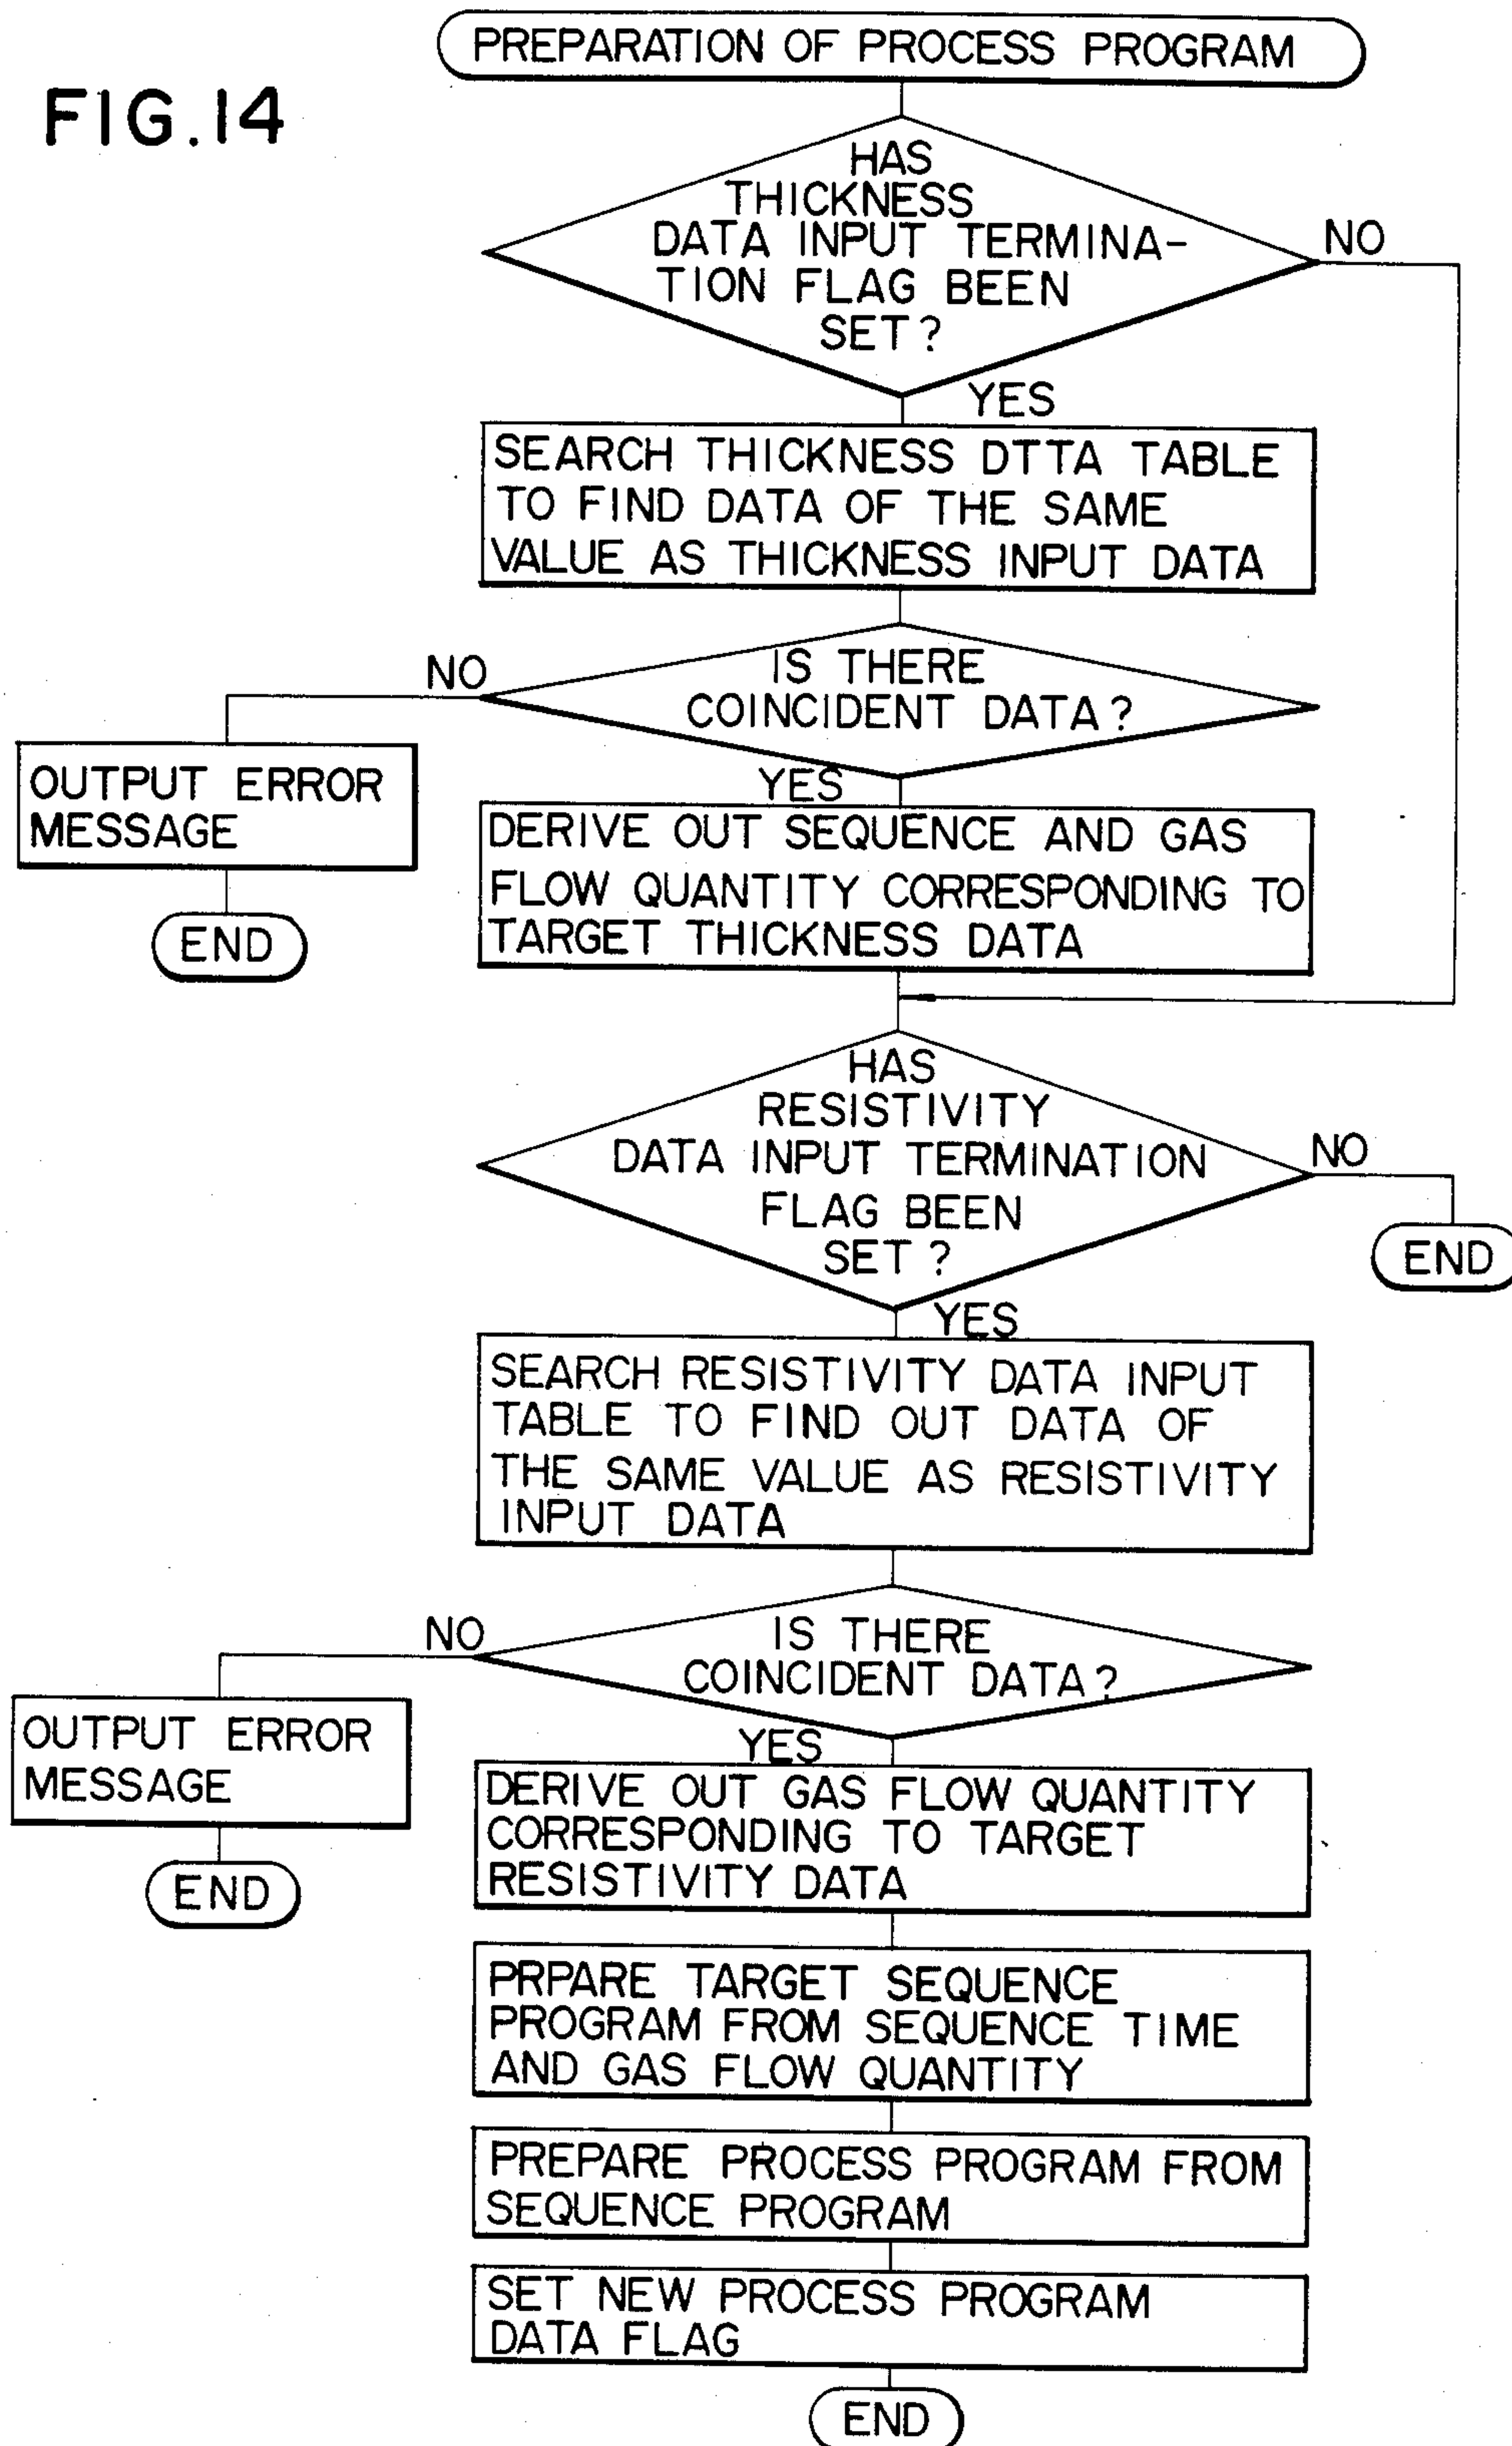 PREPARATION OF PROCESS PROGRAM
FIG.14
HAS
THICKNESS
DATA INPUT TERMINA-
TION FLAG BEEN
SET?
NO
YES
SEARCH THICKNESS DTTA TABLE
TO FIND DATA OF THE SAME
VALUE AS THICKNESS INPUT DATA
IS THERE
COINCIDENT DATA?
NO
OUTPUT ERROR
MESSAGE
END
YES
DERIVE OUT SEQUENCE AND GAS
FLOW QUANTITY CORRESPONDING TO
TARGET THICKNESS DATA
HAS
RESISTIVITY
DATA INPUT TERMINATION
FLAG BEEN
SET?
NO
END
YES
SEARCH RESISTIVITY DATA INPUT
TABLE TO FIND OUT DATA OF
THE SAME VALUE AS RESISTIVITY
INPUT DATA
IS THERE
COINCIDENT DATA?
NO
OUTPUT ERROR
MESSAGE
END
YES
DERIVE OUT GAS FLOW QUANTITY
CORRESPONDING TO TARGET
RESISTIVITY DATA
PRPARE TARGET SEQUENCE
PROGRAM FROM SEQUENCE TIME
AND GAS FLOW QUANTITY
PREPARE PROCESS PROGRAM FROM
SEQUENCE PROGRAM
SET NEW PROCESS PROGRAM
DATA FLAG
END